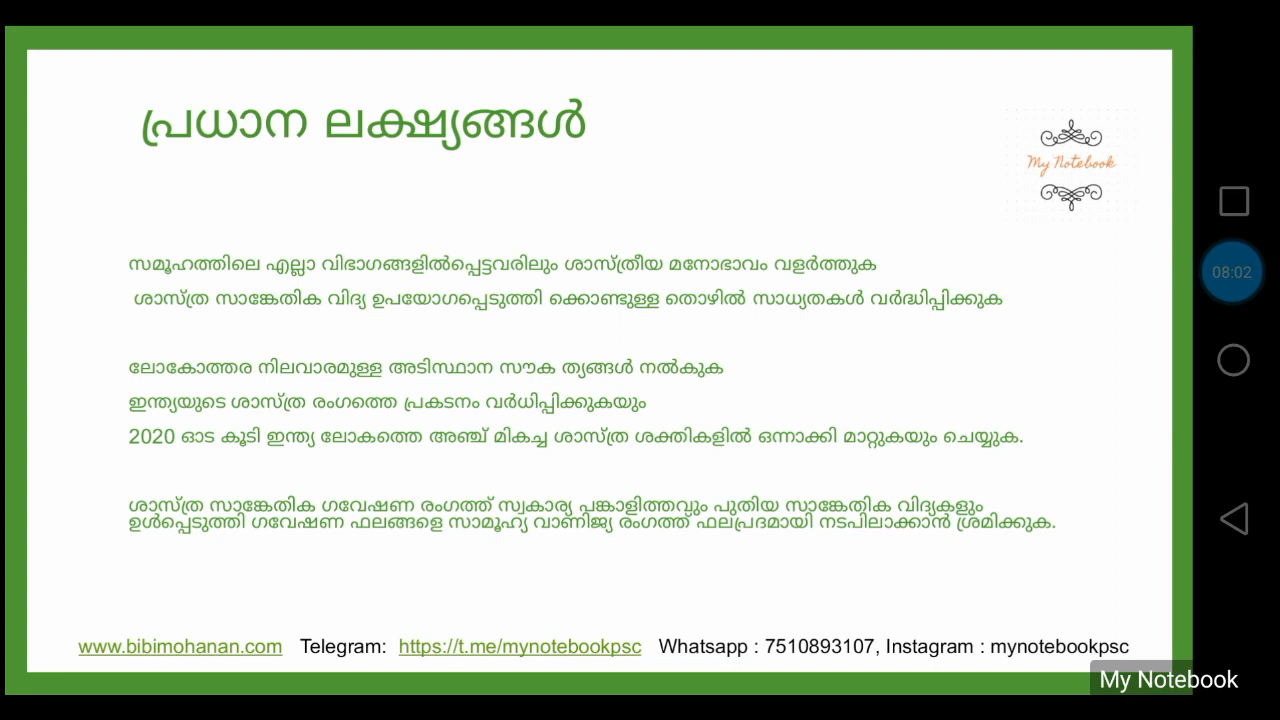 പ്രധാന ലക്ഷ്യങ്ങൾ
My Notebook
സമൂഹത്തിലെ എല്ലാ വിഭാഗങ്ങളിൽപ്പെട്ടവരിലും ശാസ്ത്രീയ മനോഭാവം വളർത്തുക
ശാസ്ത്ര സാങ്കേതിക വിദ്യ ഉപയോഗപ്പെടുത്തി ക്കൊണ്ടുള്ള തൊഴിൽ സാധ്യതകൾ വർദ്ധിപ്പിക്കുക
08:02
ലോകോത്തര നിലവാരമുള്ള അടിസ്ഥാന സൗക ത്യങ്ങൾ നൽകുക
ഇന്ത്യയുടെ ശാസ്ത്ര രംഗത്തെ പ്രകടനം വർധിപ്പിക്കുകയും
2020 ഓട കൂടി ഇന്ത്യ ലോകത്തെ അഞ്ച് മികച്ച ശാസ്ത്ര ശക്തികളിൽ ഒന്നാക്കി മാറ്റുകയും ചെയ്യുക.
ശാസ്ത്ര സാങ്കേതിക ഗവേഷണ രംഗത്ത് സ്വകാര്യ പങ്കാളിത്തവും പുതിയ സാങ്കേതിക വിദ്യകളും
ഉൾപ്പെടുത്തി ഗവേഷണ ഫലങ്ങളെ സാമൂഹ്യ വാണിജ്യ രംഗത്ത് ഫലപ്രദമായി നടപിലാക്കാൻ ശ്രമിക്കുക.
www.bibimohanan.com Telegram: https://t.me/mynotebookpsc Whatsapp : 7510893107, Instagram : mynotebookpsc
My Notebook